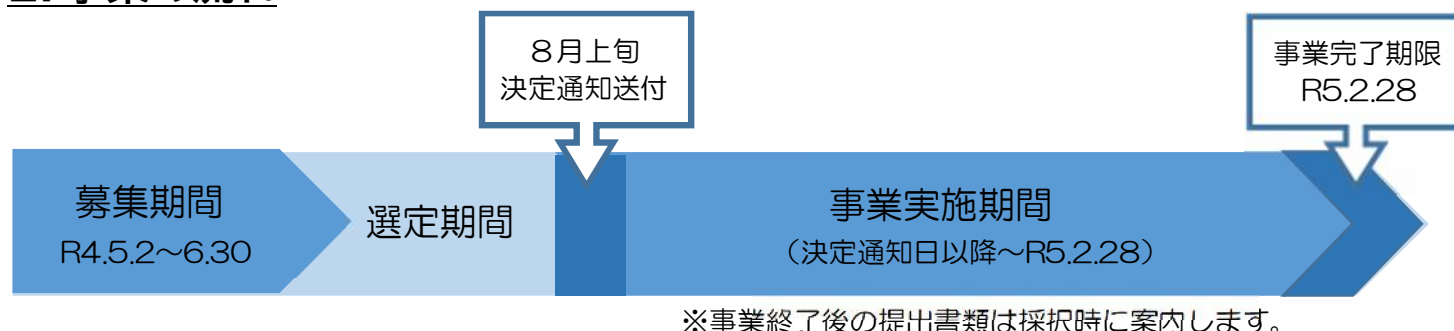 ８月上旬
決定通知送付
事業完了期限
R5.2.28
募集期間
R4.5.2～6.30
選定期間
事業実施期間
（決定通知日以降～R5.2.28）
※事業終了後の提出書類は採択時に案内します。